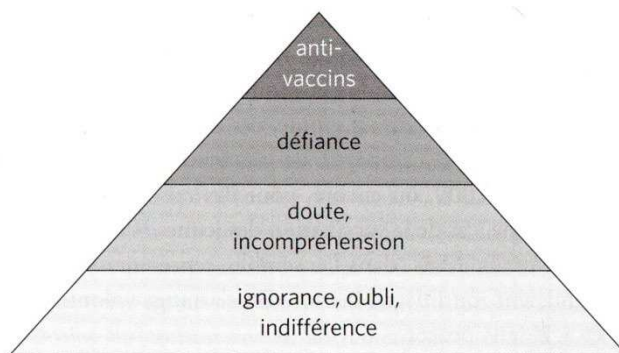 anti-
vaccins
défiance
doute,
incompréhension
ignorance, oubli,
indifférence